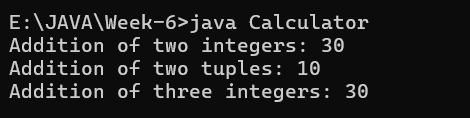 E:\JAVA\Week-6>java Calculator
Addition of two integers: 30
Addition of two tuples: 10
Addition of three integers: 30